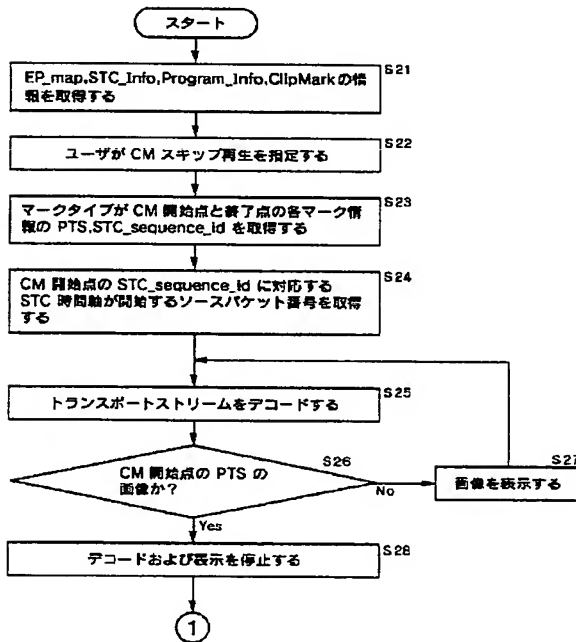 スタート
S21
EP_map,STC_Info,Program_Info,ClipMarkの情
報を取得する
S22
ユーザが CM スキップ再生を指定する
S23
マークタイプが CM 開始点と終了点の各マーク情
報の PTS,STC_sequence_id を取得する
S24
CM 開始点の STC_sequence_id に対応する
STC 時間軸が開始するソースパケット番号を取得
する
S25
トランスポートストリームをデコードする
S26
CM 開始点の PTS の
画像か?
No
S27
画像を表示する
Yes
S28
デコードおよび表示を停止する
1